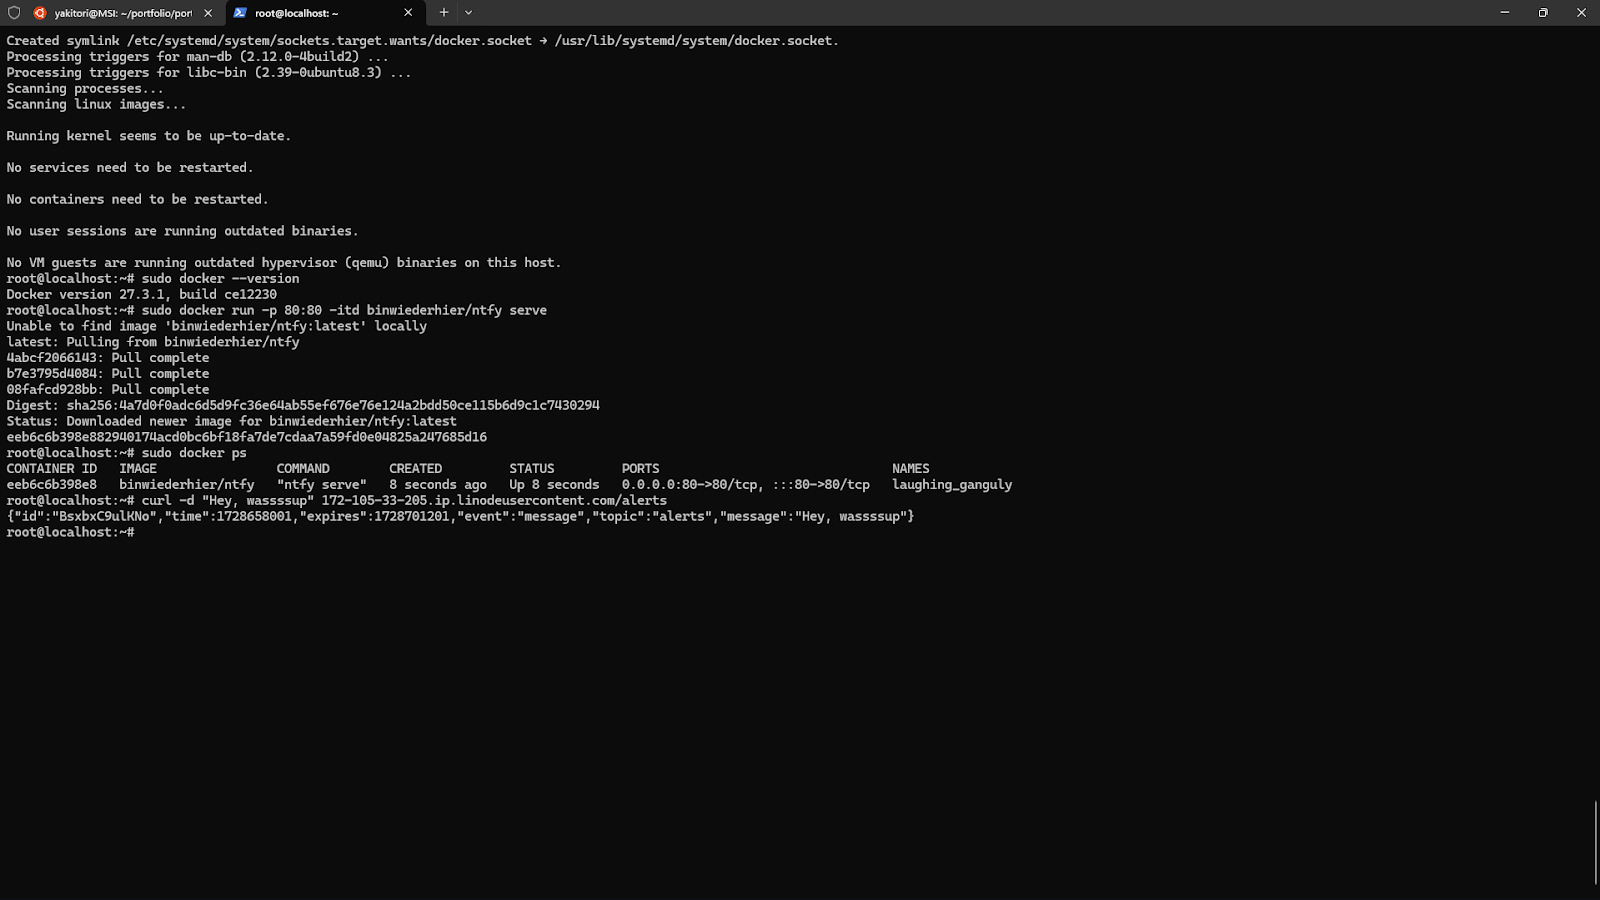 yakitori@MSI: ~/portfolio/port
root@localhost: ~
Created symlink /etc/systemd/system/sockets.target.wants/docker.socket → /usr/lib/systemd/system/docker.socket.
Processing triggers for man-db (2.12.0-4build2) ...
Processing triggers for libc-bin (2.39-0ubuntu8.3) ...
Scanning processes...
Scanning linux images...
Running kernel seems to be up-to-date.
No services need to be restarted.
No containers need to be restarted.
No user sessions are running outdated binaries.
No VM guests are running outdated hypervisor (qemu) binaries on this host.
root@localhost:~# sudo docker --version
Docker version 27.3.1, build ce12230
root@localhost:~# sudo docker run -p 80:80 -itd binwiederhier/ntfy serve
Unable to find image 'binwiederhier/ntfy:latest' locally
latest: Pulling from binwiederhier/ntfy
4abcf2066143: Pull complete
b7e3795d4084: Pull complete
08fafcd928bb: Pull complete
Digest: sha256:4a7d0f0adc6d5d9fc36e64ab55ef676e76e124a2bdd50ce115b6d9c1c7430294
Status: Downloaded newer image for binwiederhier/ntfy:latest
eeb6c6b398e882940174acd0bc6bf18fa7de7cdaa7a59fd0e04825a247685d16
root@localhost:~# sudo docker ps
CONTAINER ID   IMAGE                COMMAND        CREATED         STATUS         PORTS                               NAMES
eeb6c6b398e8   binwiederhier/ntfy   "ntfy serve"   8 seconds ago   Up 8 seconds   0.0.0.0:80->80/tcp, :::80->80/tcp   laughing_ganguly
root@localhost:~# curl -d "Hey, wassssup" 172-105-33-205.ip.linodeusercontent.com/alerts
{"id":"BsxbxC9ulKNo","time":1728658001,"expires":1728701201,"event":"message","topic":"alerts","message":"Hey, wassssup"}
root@localhost:~#